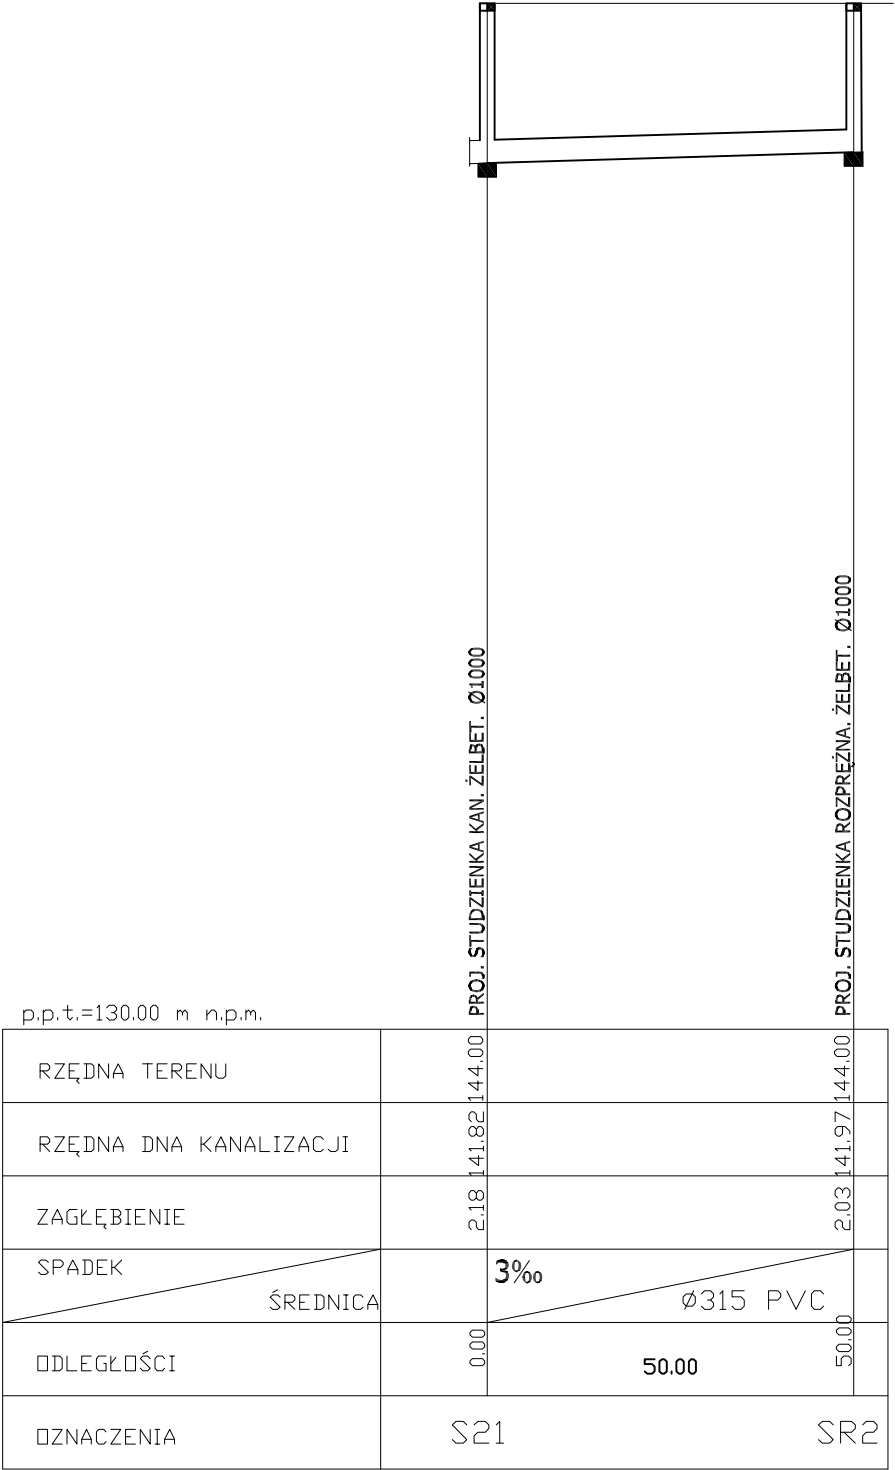 PROJ. STUDZIENKA KAN. ŻELBET. Ø1000
PROJ. STUDZIENKA ROZPRĘŻNA. ŻELBET. Ø1000
p.p.t.=130.00 m n.p.m.
RZĘDNA TERENU 144.00 144.00
RZĘDNA DNA KANALIZACJI 141.82 141.97
ZAGŁĘBIENIE 2.18 2.03
SPADEK 3‰
ŚREDNICA Ø315 PVC
ODLEGŁOŚCI 0.00 50.00 50.00
OZNACZENIA S21 SR2